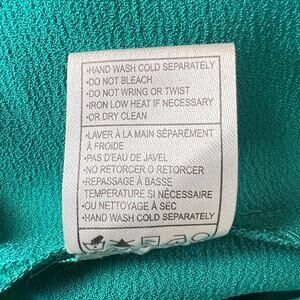 •HAND WASH COLD SEPARATELY
•DO NOT BLEACH
•DO NOT WRING OR TWIST
•IRON LOW HEAT IF NECESSARY
•OR DRY CLEAN
•LAVER À LA MAIN SÉPARÉMENT
À FROIDE
•PAS D'EAU DE JAVEL
•NO RETORCER O RETORCER
•REPASSAGE À BASSE
TEMPERATURE SI NÉCESSAIRE
•OU NETTOYAGE À SEC
•HAND WASH COLD SEPARATELY